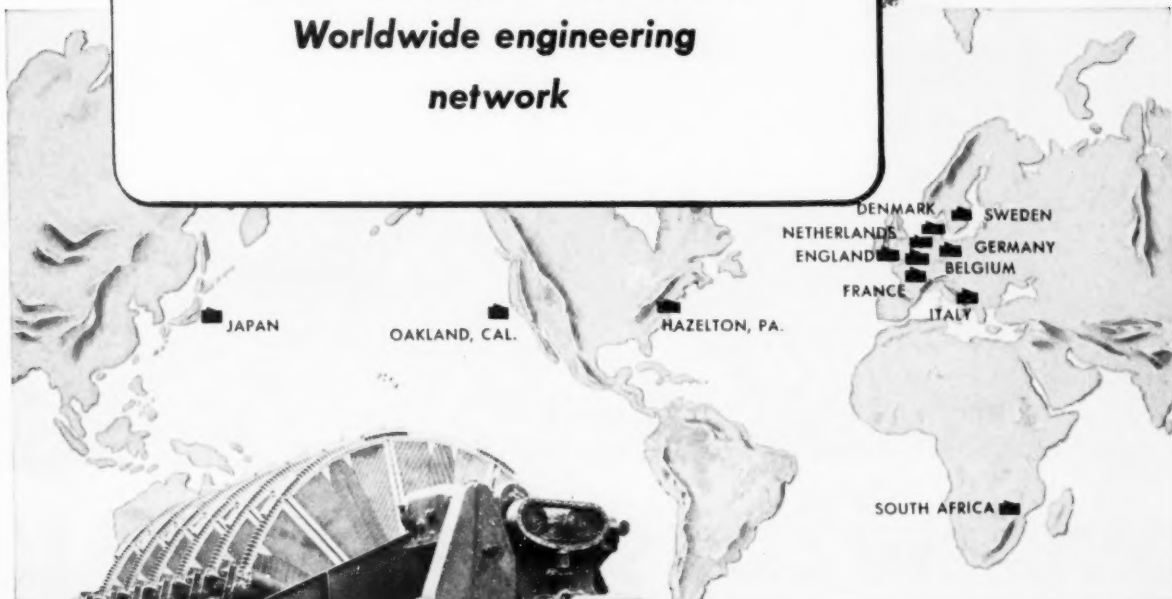 Worldwide engineering
network
DENMARK
SWEDEN
NETHERLANDS
GERMANY
ENGLAND
BELGIUM
FRANCE
ITALY
JAPAN
OAKLAND, CAL.
HAZELTON, PA.
SOUTH AFRICA